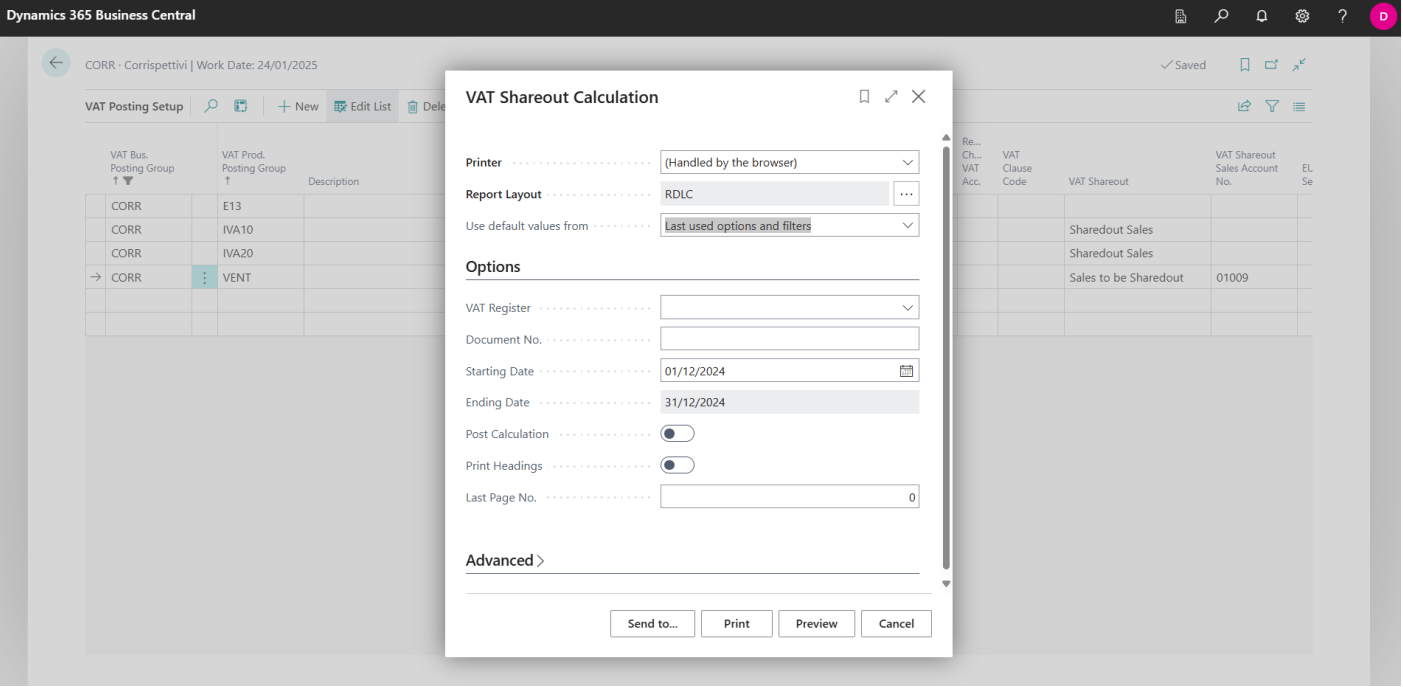 Dynamics 365 Business Central
D
CORR · Corrispettivi | Work Date: 24/01/2025
Saved
VAT Posting Setup
New
Edit List
Dele
VAT Bus.
Posting Group
VAT Prod.
Posting Group
Description
Re...
Ch...
VAT
Acc.
VAT
Clause
Code
VAT Shareout
VAT Shareout
Sales Account
No.
EU
Se
CORR
E13
CORR
IVA10
Sharedout Sales
CORR
IVA20
Sharedout Sales
CORR
VENT
Sales to be Sharedout
01009
VAT Shareout Calculation
Printer
(Handled by the browser)
Report Layout
RDLC
Use default values from
Last used options and filters
Options
VAT Register
Document No.
Starting Date
01/12/2024
Ending Date
31/12/2024
Post Calculation
Print Headings
Last Page No.
0
Advanced
Send to...
Print
Preview
Cancel